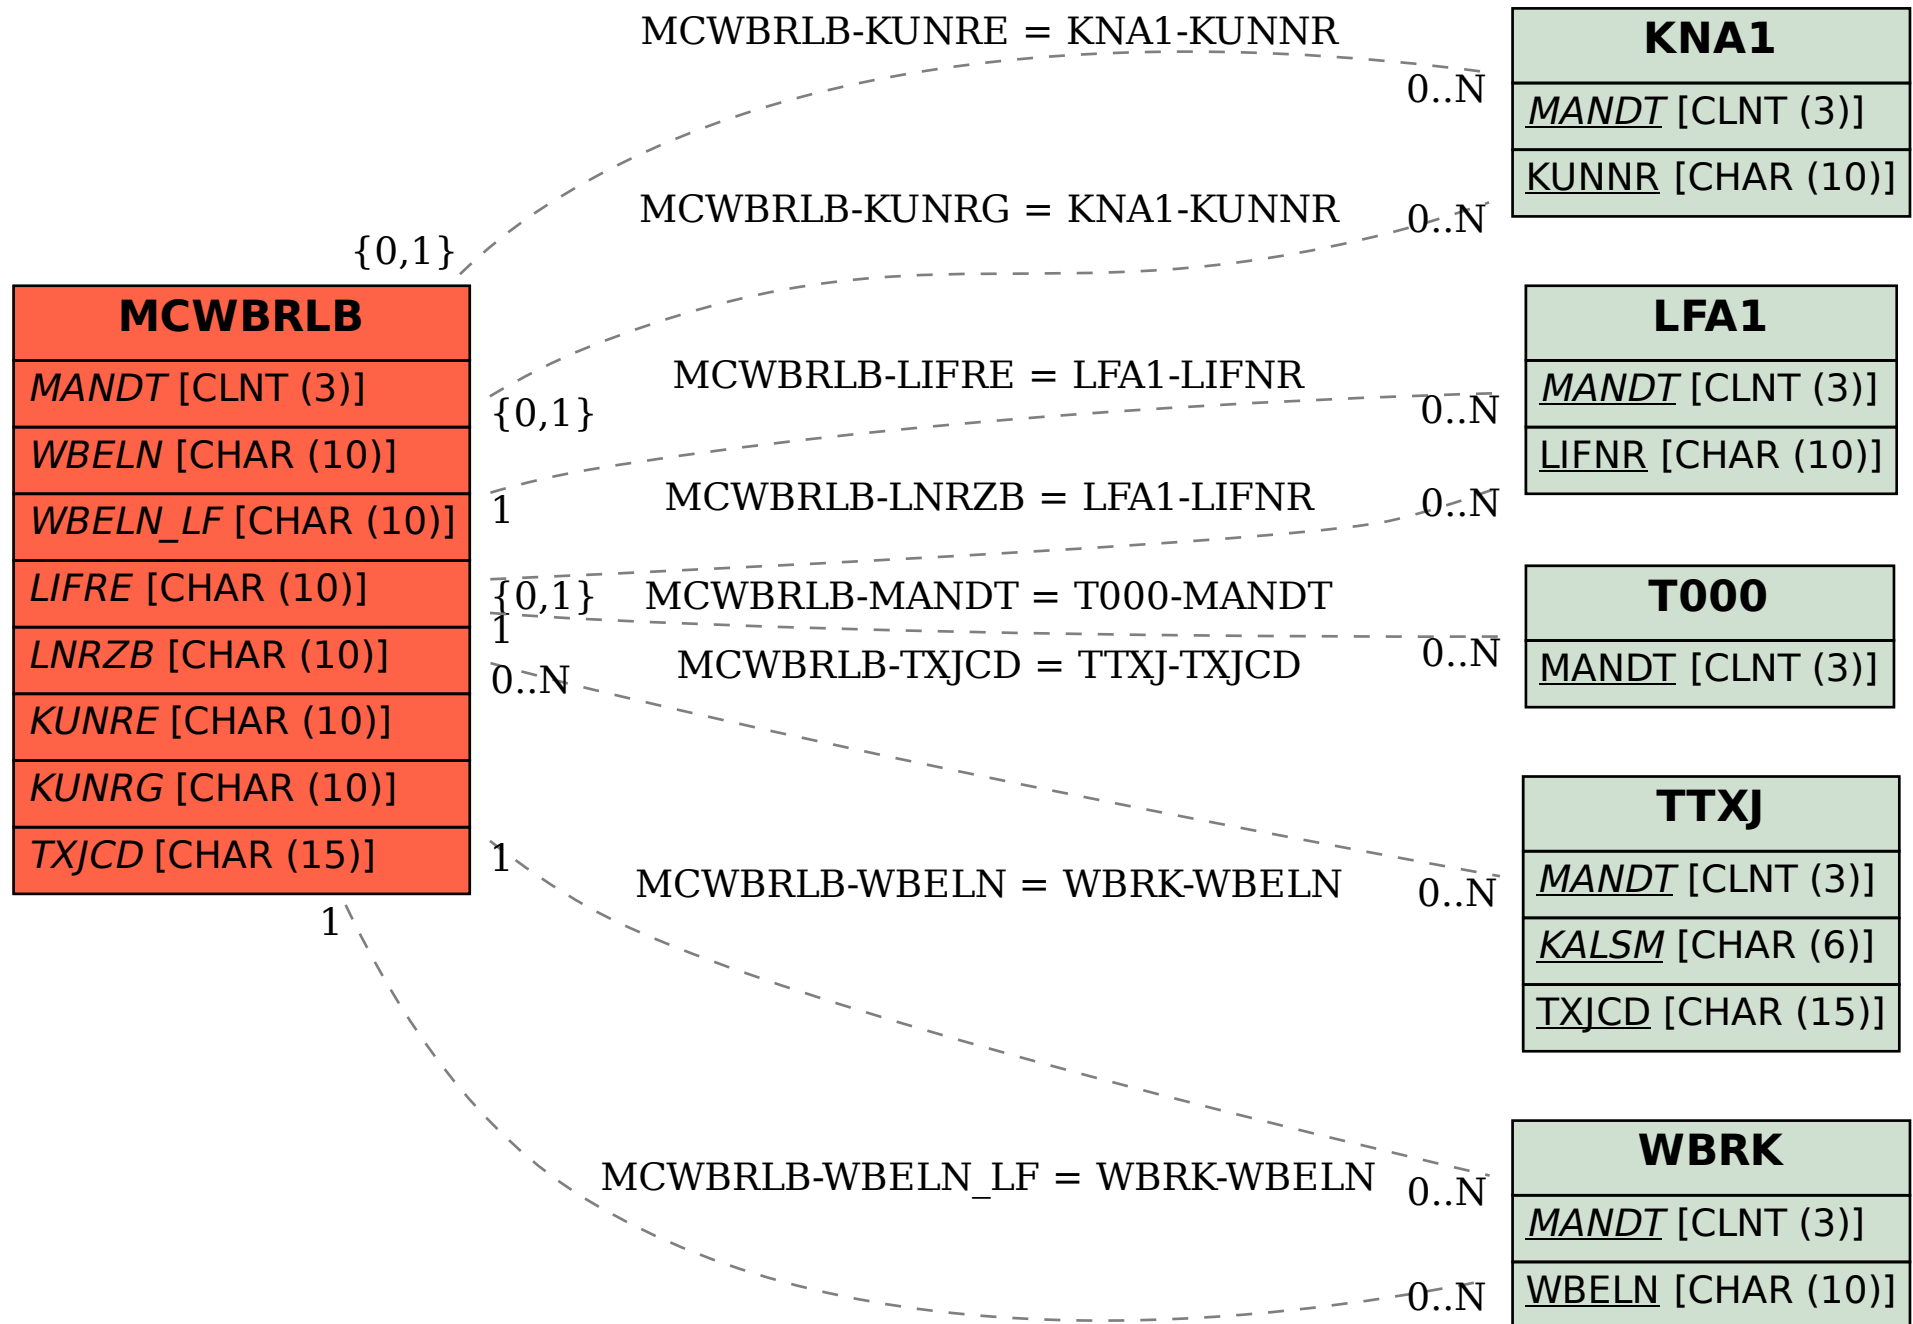 MCWBRLB-KUNRE = KNA1-KUNNR
{0,1}
0..N
MCWBRLB-KUNRG = KNA1-KUNNR
{0,1}
0..N
MCWBRLB-LIFRE = LFA1-LIFNR
1
0..N
MCWBRLB-LNRZB = LFA1-LIFNR
{0,1}
0..N
MCWBRLB-MANDT = T000-MANDT
1
0..N
MCWBRLB-TXJCD = TTXJ-TXJCD
0..N
0..N
MCWBRLB-WBELN = WBRK-WBELN
1
0..N
MCWBRLB-WBELN_LF = WBRK-WBELN
1
0..N
MCWBRLB
MANDT [CLNT (3)]
WBELN [CHAR (10)]
WBELN_LF [CHAR (10)]
LIFRE [CHAR (10)]
LNRZB [CHAR (10)]
KUNRE [CHAR (10)]
KUNRG [CHAR (10)]
TXJCD [CHAR (15)]
KNA1
MANDT [CLNT (3)]
KUNNR [CHAR (10)]
LFA1
MANDT [CLNT (3)]
LIFNR [CHAR (10)]
T000
MANDT [CLNT (3)]
TTXJ
MANDT [CLNT (3)]
KALSM [CHAR (6)]
TXJCD [CHAR (15)]
WBRK
MANDT [CLNT (3)]
WBELN [CHAR (10)]